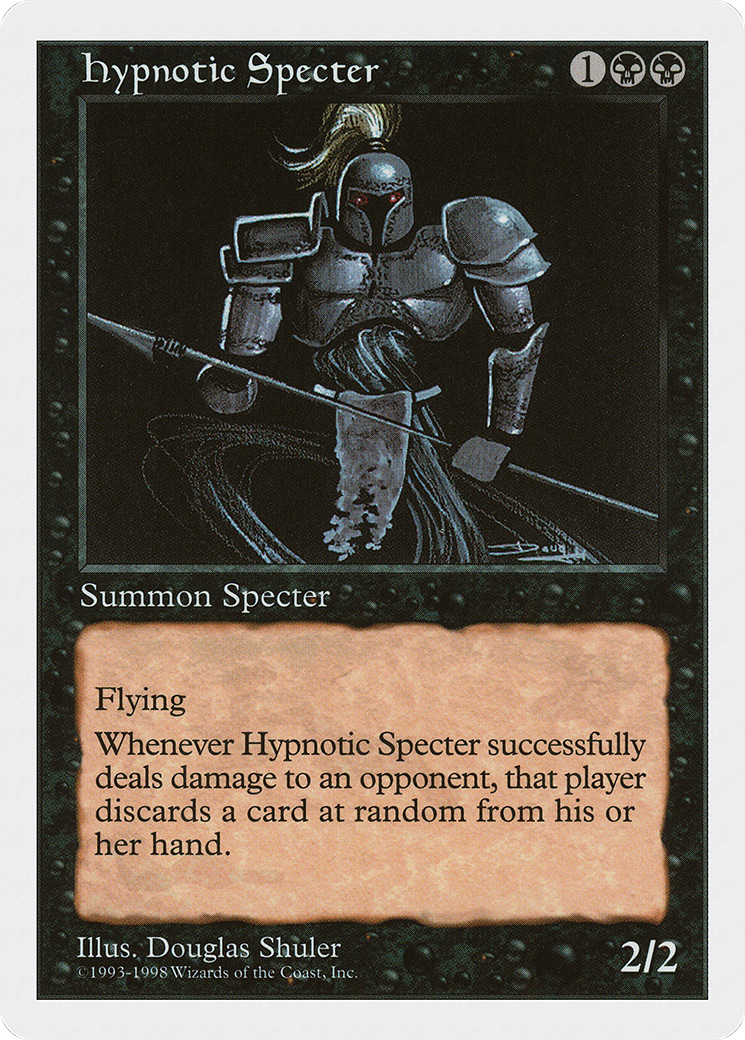 Hypnotic Specter
1
Summon Specter
Flying
Whenever Hypnotic Specter successfully
deals damage to an opponent, that player
discards a card at random from his or
her hand.
Illus. Douglas Shuler
©1993-1998 Wizards of the Coast, Inc.
2/2